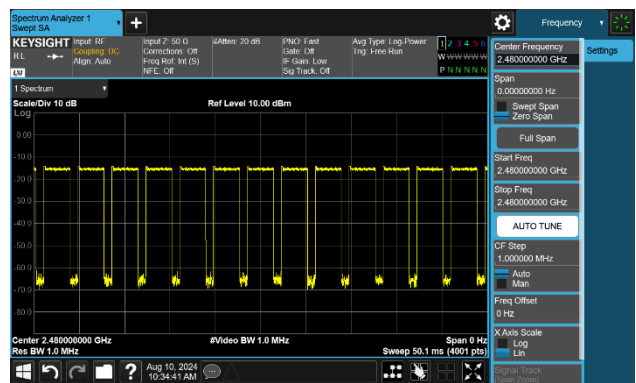 Spectrum Analyzer 1
Swept SA
Frequency
KEYSIGHT
RL
Input: RF
Coupling: DC
Align: Auto
Input Z: 50 Ω
Corrections: Off
Freq Ref: Int (S)
NFE: Off
#Atten: 20 dB
PNO: Fast
Gate: Off
IF Gain: Low
Sig Track: Off
Avg Type: Log-Power
Trig: Free Run
1 2 3 4 5 6
W W W W W W
P N N N N N
LXI
1 Spectrum
Scale/Div 10 dB
Ref Level 10.00 dBm
Log
0.00
-10.0
-20.0
-30.0
-40.0
-50.0
-60.0
-70.0
-80.0
Center 2.480000000 GHz
Res BW 1.0 MHz
#Video BW 1.0 MHz
Span 0 Hz
Sweep 50.1 ms (4001 pts)
Center Frequency
2.480000000 GHz
Settings
Span
0.00000000 Hz
Swept Span
Zero Span
Full Span
Start Freq
2.480000000 GHz
Stop Freq
2.480000000 GHz
AUTO TUNE
CF Step
1.000000 MHz
Auto
Man
Freq Offset
0 Hz
X Axis Scale
Log
Lin
Signal Track
(Span Zoom)
?
Aug 10, 2024
10:34:41 AM